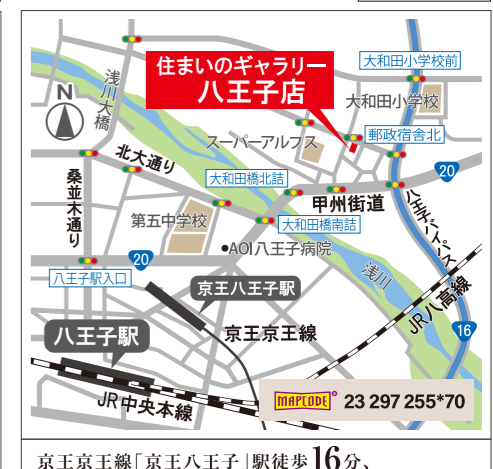 住まいのギャラリー
八王子店
大和田小学校前
大和田小学校
浅川大橋
N
スーパーアルプス
郵政宿舎北
北大通り
大和田橋北詰
20
桑並木通り
甲州街道
八王子バイパス
第五中学校
大和田橋南詰
AOI八王子病院
20
八王子駅入口
浅川
京王八王子駅
JR八高線
八王子駅
京王京王線
16
JR中央本線
MAPCODE® 23 297 255*70
京王京王線「京王八王子」駅徒歩16分、